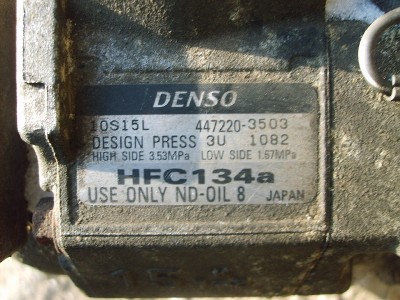 DENSO
10S15L 447220-3503
DESIGN PRESS 3U 1082
HIGH SIDE 3.53MPa LOW SIDE 1.67MPa
HFC134a
USE ONLY ND-OIL 8 JAPAN